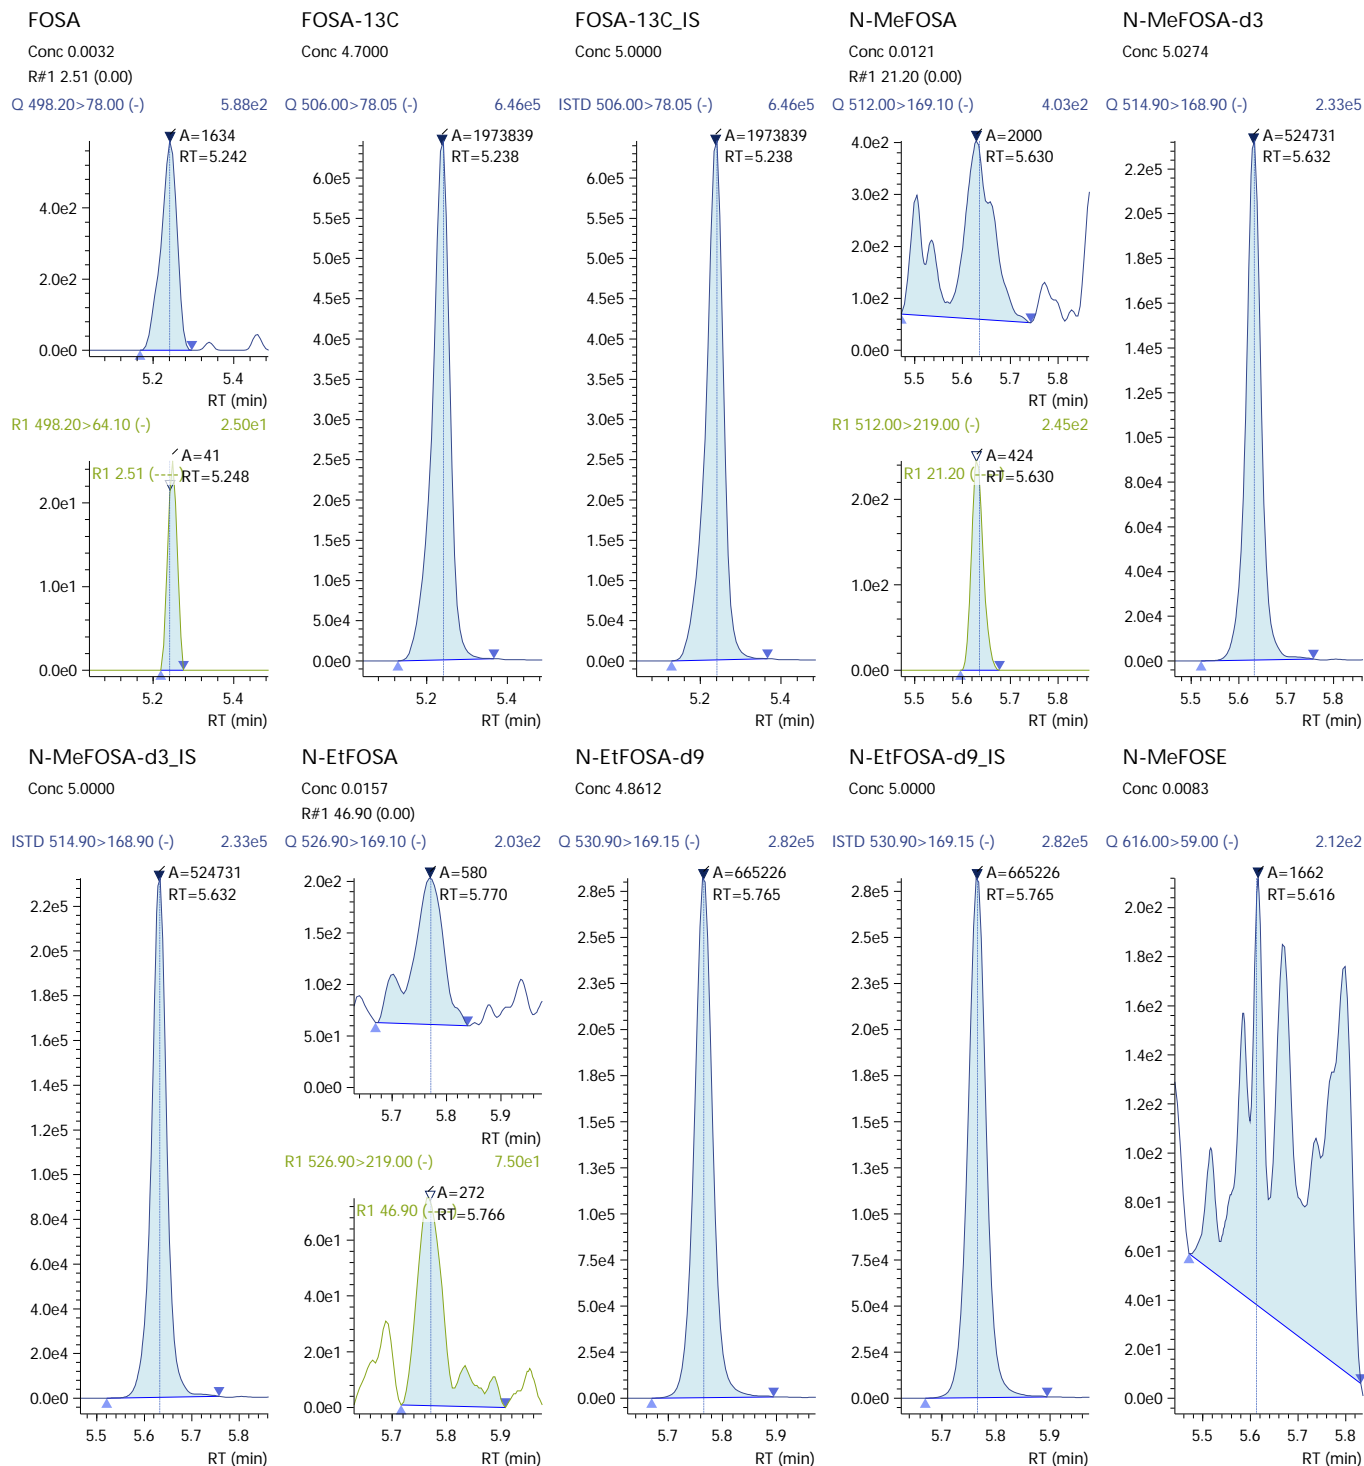 FOSA
Conc 0.0032
R#1 2.51 (0.00)
Q 498.20>78.00 (-) 5.88e2
A=1634
RT=5.242
4.0e2
2.0e2
0.0e0
5.2 5.4
RT (min)
R1 498.20>64.10 (-) 2.50e1
A=41
R1 2.51 (----)
RT=5.248
2.0e1
1.0e1
0.0e0
5.2 5.4
RT (min)
FOSA-13C
Conc 4.7000
Q 506.00>78.05 (-) 6.46e5
A=1973839
RT=5.238
6.0e5
5.5e5
5.0e5
4.5e5
4.0e5
3.5e5
3.0e5
2.5e5
2.0e5
1.5e5
1.0e5
5.0e4
0.0e0
5.2 5.4
RT (min)
FOSA-13C_IS
Conc 5.0000
ISTD 506.00>78.05 (-) 6.46e5
A=1973839
RT=5.238
6.0e5
5.5e5
5.0e5
4.5e5
4.0e5
3.5e5
3.0e5
2.5e5
2.0e5
1.5e5
1.0e5
5.0e4
0.0e0
5.2 5.4
RT (min)
N-MeFOSA
Conc 0.0121
R#1 21.20 (0.00)
Q 512.00>169.10 (-) 4.03e2
A=2000
RT=5.630
4.0e2
3.0e2
2.0e2
1.0e2
0.0e0
5.5 5.6 5.7 5.8
RT (min)
R1 512.00>219.00 (-) 2.45e2
A=424
R1 21.20 (----)
RT=5.630
2.0e2
1.0e2
0.0e0
5.5 5.6 5.7 5.8
RT (min)
N-MeFOSA-d3
Conc 5.0274
Q 514.90>168.90 (-) 2.33e5
A=524731
RT=5.632
2.2e5
2.0e5
1.8e5
1.6e5
1.4e5
1.2e5
1.0e5
8.0e4
6.0e4
4.0e4
2.0e4
0.0e0
5.5 5.6 5.7 5.8
RT (min)
N-MeFOSA-d3_IS
Conc 5.0000
ISTD 514.90>168.90 (-) 2.33e5
A=524731
RT=5.632
2.2e5
2.0e5
1.8e5
1.6e5
1.4e5
1.2e5
1.0e5
8.0e4
6.0e4
4.0e4
2.0e4
0.0e0
5.5 5.6 5.7 5.8
RT (min)
N-EtFOSA
Conc 0.0157
R#1 46.90 (0.00)
Q 526.90>169.10 (-) 2.03e2
A=580
RT=5.770
2.0e2
1.5e2
1.0e2
5.0e1
0.0e0
5.7 5.8 5.9
RT (min)
R1 526.90>219.00 (-) 7.50e1
A=272
R1 46.90 (----)
RT=5.766
6.0e1
4.0e1
2.0e1
0.0e0
5.7 5.8 5.9
RT (min)
N-EtFOSA-d9
Conc 4.8612
Q 530.90>169.15 (-) 2.82e5
A=665226
RT=5.765
2.8e5
2.5e5
2.3e5
2.0e5
1.8e5
1.5e5
1.3e5
1.0e5
7.5e4
5.0e4
2.5e4
0.0e0
5.7 5.8 5.9
RT (min)
N-EtFOSA-d9_IS
Conc 5.0000
ISTD 530.90>169.15 (-) 2.82e5
A=665226
RT=5.765
2.8e5
2.5e5
2.3e5
2.0e5
1.8e5
1.5e5
1.3e5
1.0e5
7.5e4
5.0e4
2.5e4
0.0e0
5.7 5.8 5.9
RT (min)
N-MeFOSE
Conc 0.0083
Q 616.00>59.00 (-) 2.12e2
A=1662
RT=5.616
2.0e2
1.8e2
1.6e2
1.4e2
1.2e2
1.0e2
8.0e1
6.0e1
4.0e1
2.0e1
0.0e0
5.5 5.6 5.7 5.8
RT (min)